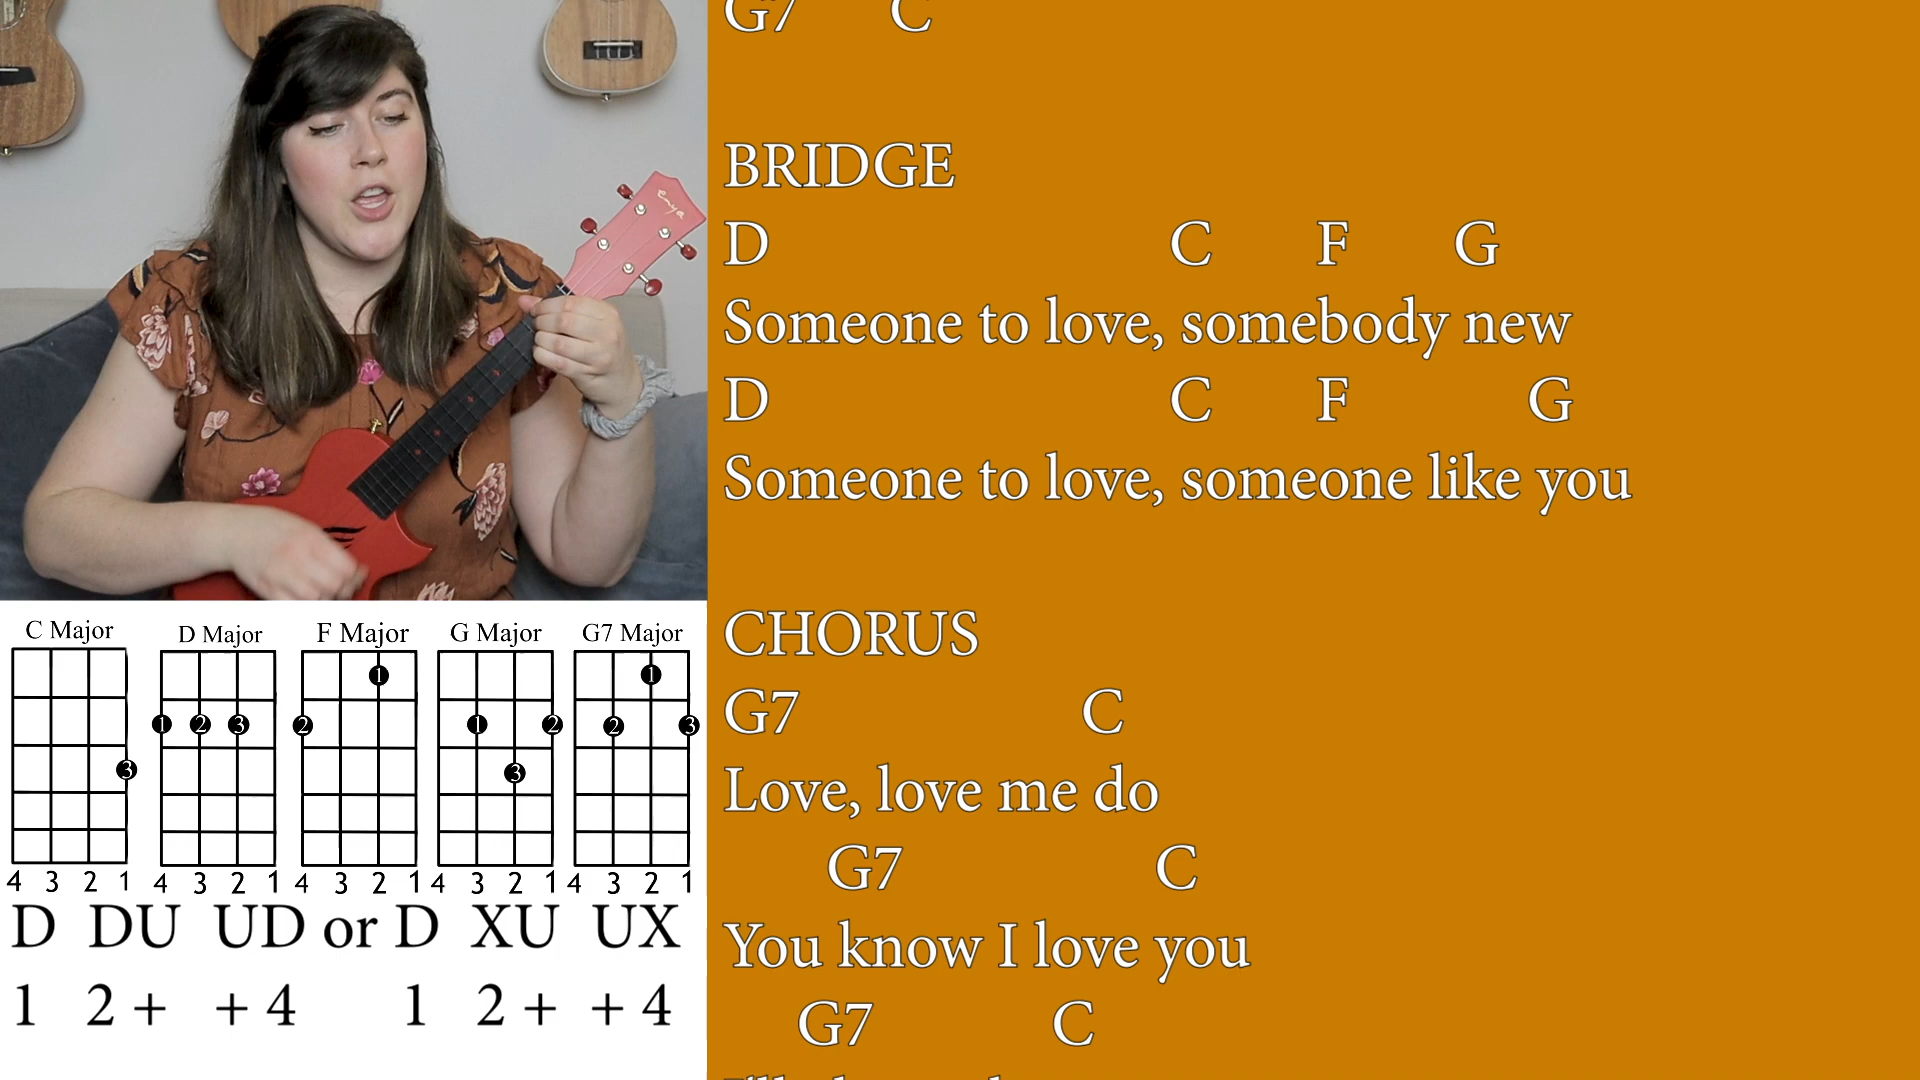 enya
C Major D Major F Major G Major G7 Major
1 1
1 2 3 2 1 2 2 3
3 3
4 3 2 1 4 3 2 1 4 3 2 1 4 3 2 1 4 3 2 1
D DU UD or D XU UX
1 2 + + 4 1 2 + + 4
G7 C
BRIDGE
D C F G
Someone to love, somebody new
D C F G
Someone to love, someone like you
CHORUS
G7 C
Love, love me do
G7 C
You know I love you
G7 C